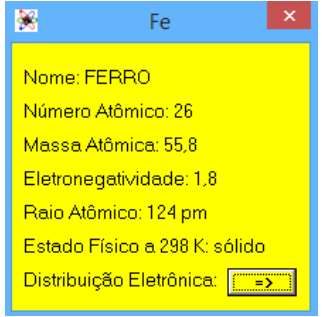 Fe
Nome: FERRO
Número Atômico: 26
Massa Atômica: 55,8
Eletronegatividade: 1,8
Raio Atômico: 124 pm
Estado Físico a 298 K: sólido
Distribuição Eletrônica: =>